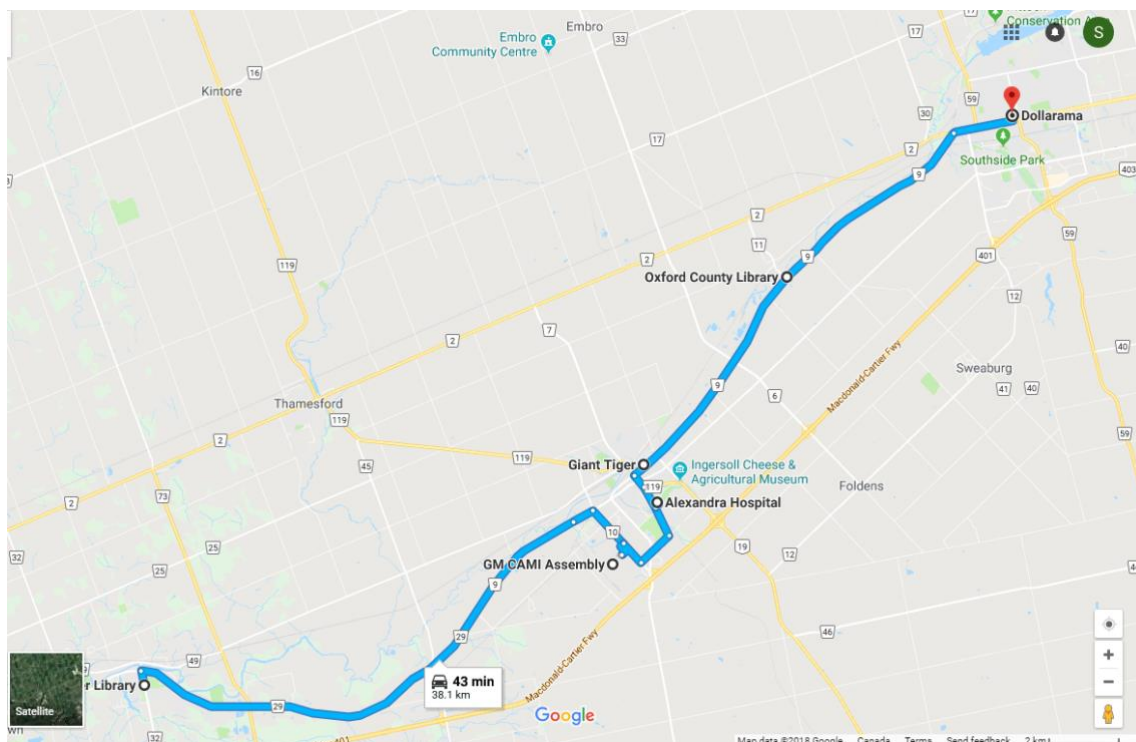 Conservation Area
17
Embro
33
Embro
Community Centre
17
S
16
Kintore
59
30
Dollarama
17
2
Southside Park
9
403
2
11
59
119
2
9
401
Oxford County Library
12
7
2
Macdonald-Cartier Fwy
40
9
Sweaburg
41
40
6
Thamesford
119
2
59
45
119
Giant Tiger
Ingersoll Cheese &
Agricultural Museum
119
Foldens
73
Alexandra Hospital
2
10
19
12
32
25
25
GM CAMI Assembly
9
46
29
49
43 min
38.1 km
er Library
Macdonald-Cartier Fwy
29
Satellite
Google
32
401
Map data ©2018 Google Canada Terms Send feedback 2 km